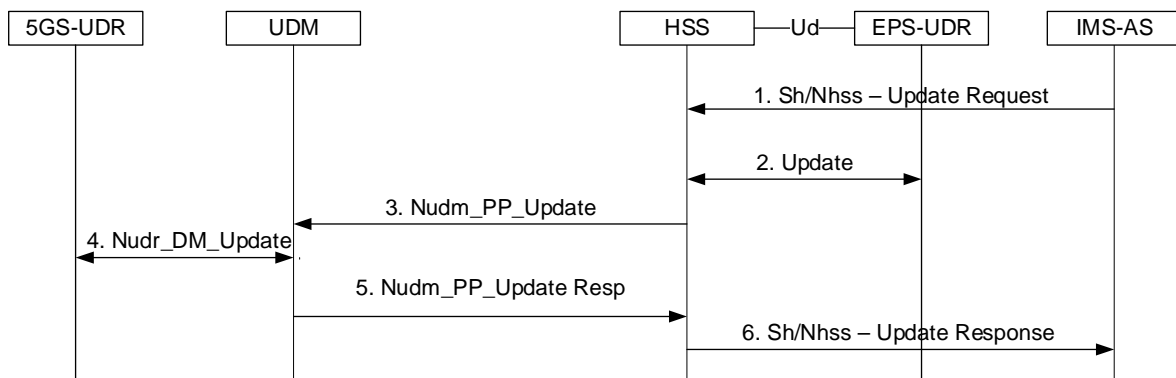 5GS-UDR
UDM
HSS
Ud
EPS-UDR
IMS-AS
1. Sh/Nhss – Update Request
2. Update
3. Nudm_PP_Update
4. Nudr_DM_Update
5. Nudm_PP_Update Resp
6. Sh/Nhss – Update Response